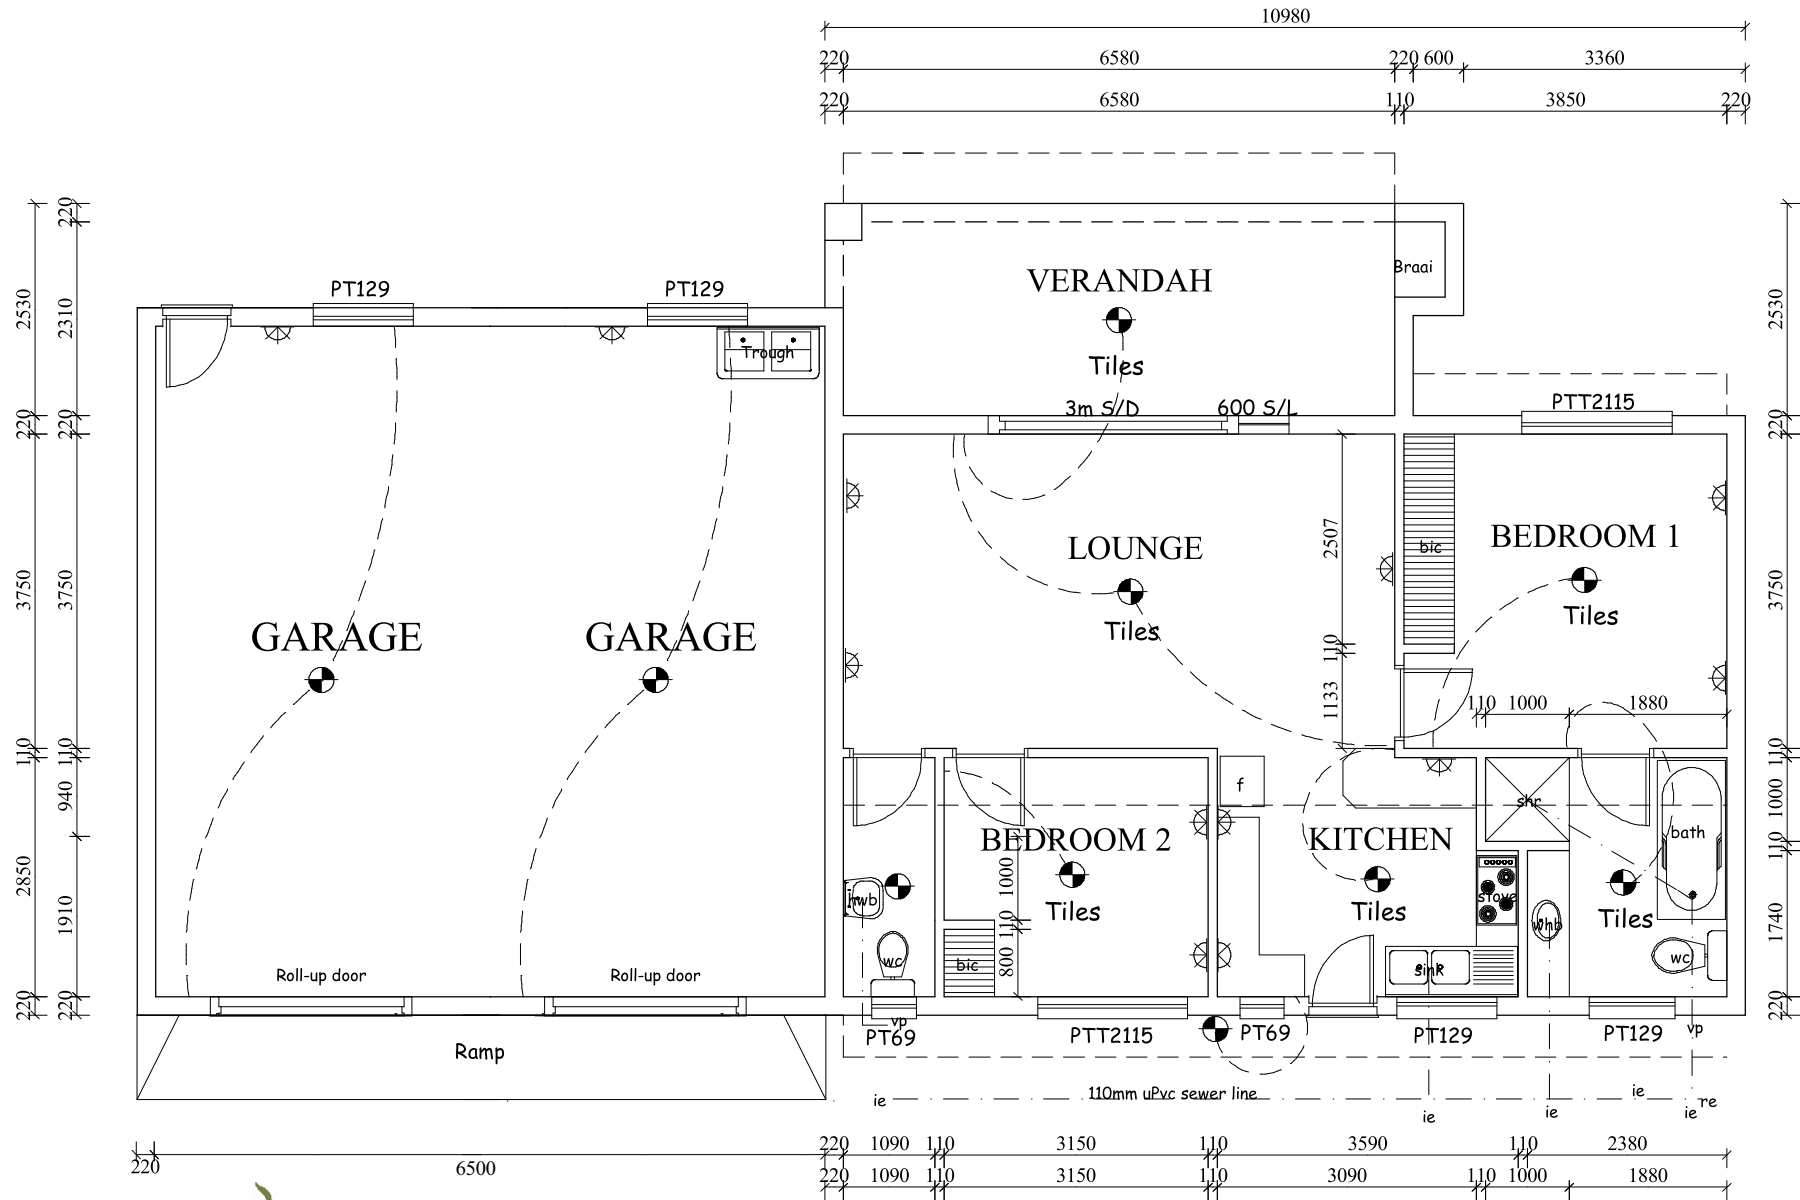 10980
220 6580 220 600 3360
220 6580 110 3850 220
2530 3750 2850 220 110 220
220 2310 220 3750 110 940 1910 220
2530 220 3750 110 1000 110 1740 220
PT129
PT129
VERANDAH
Tiles
Braai
Trough
3m S/D
600 S/L
PTT2115
LOUNGE
Tiles
2507
110
1133
bic
BEDROOM 1
Tiles
110 1000 1880
GARAGE
GARAGE
f
shr
bath
BEDROOM 2
Tiles
1000
110
800
KITCHEN
Tiles
stove
sink
whb
Tiles
wc
hwb
wc
bic
Roll-up door
Roll-up door
vp
PT69
PTT2115
PT69
PT129
PT129
vp
Ramp
110mm uPvc sewer line
ie
ie
ie
ie
ie
re
220 6500
220 1090 110 3150 110 3590 110 2380
220 1090 110 3150 110 3090 110 1000 1880